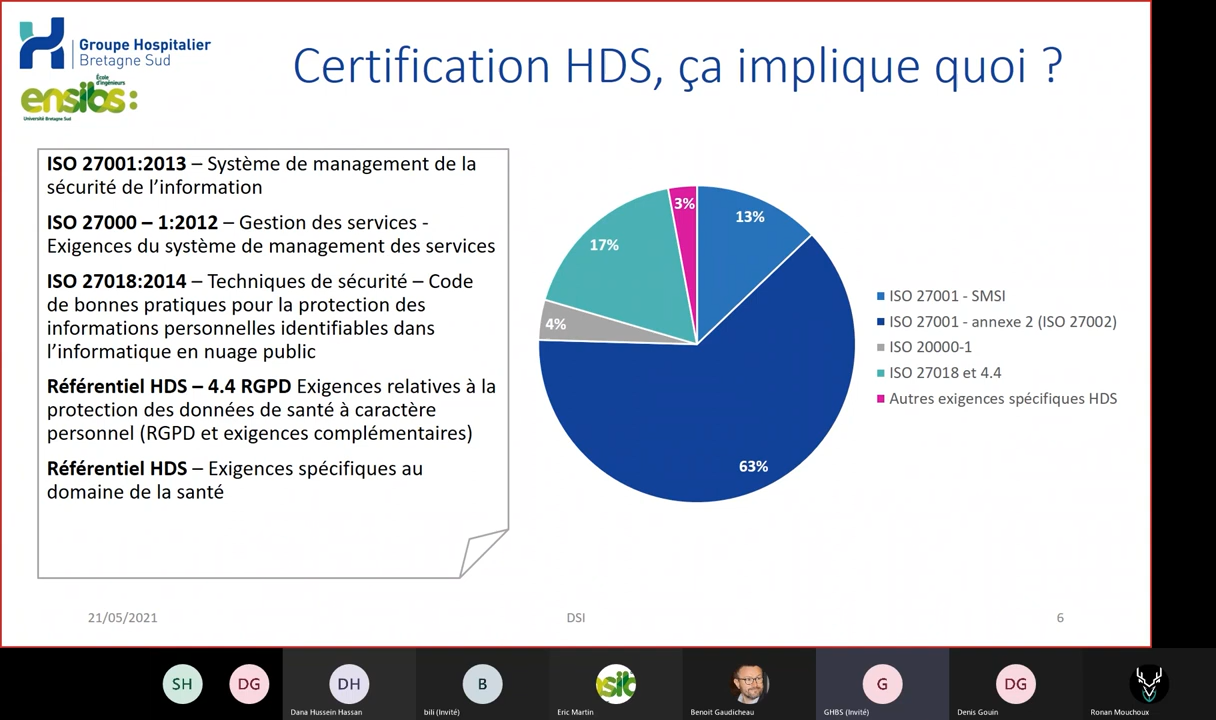 Groupe Hospitalier
Bretagne Sud
École
d'ingénieurs
ensibs:
Université Bretagne Sud
Certification HDS, ça implique quoi ?
ISO 27001:2013 – Système de management de la
sécurité de l’information
ISO 27000 – 1:2012 – Gestion des services -
Exigences du système de management des services
ISO 27018:2014 – Techniques de sécurité – Code
de bonnes pratiques pour la protection des
informations personnelles identifiables dans
l’informatique en nuage public
Référentiel HDS – 4.4 RGPD Exigences relatives à la
protection des données de santé à caractère
personnel (RGPD et exigences complémentaires)
Référentiel HDS – Exigences spécifiques au
domaine de la santé
3%
13%
17%
4%
63%
ISO 27001 - SMSI
ISO 27001 - annexe 2 (ISO 27002)
ISO 20000-1
ISO 27018 et 4.4
Autres exigences spécifiques HDS
21/05/2021
DSI
6
SH
DG
DH
Dana Hussein Hassan
B
bili (Invité)
sib
Eric Martin
Benoit Gaudicheau
G
GHBS (Invité)
DG
Denis Gouin
Ronan Mouchoux